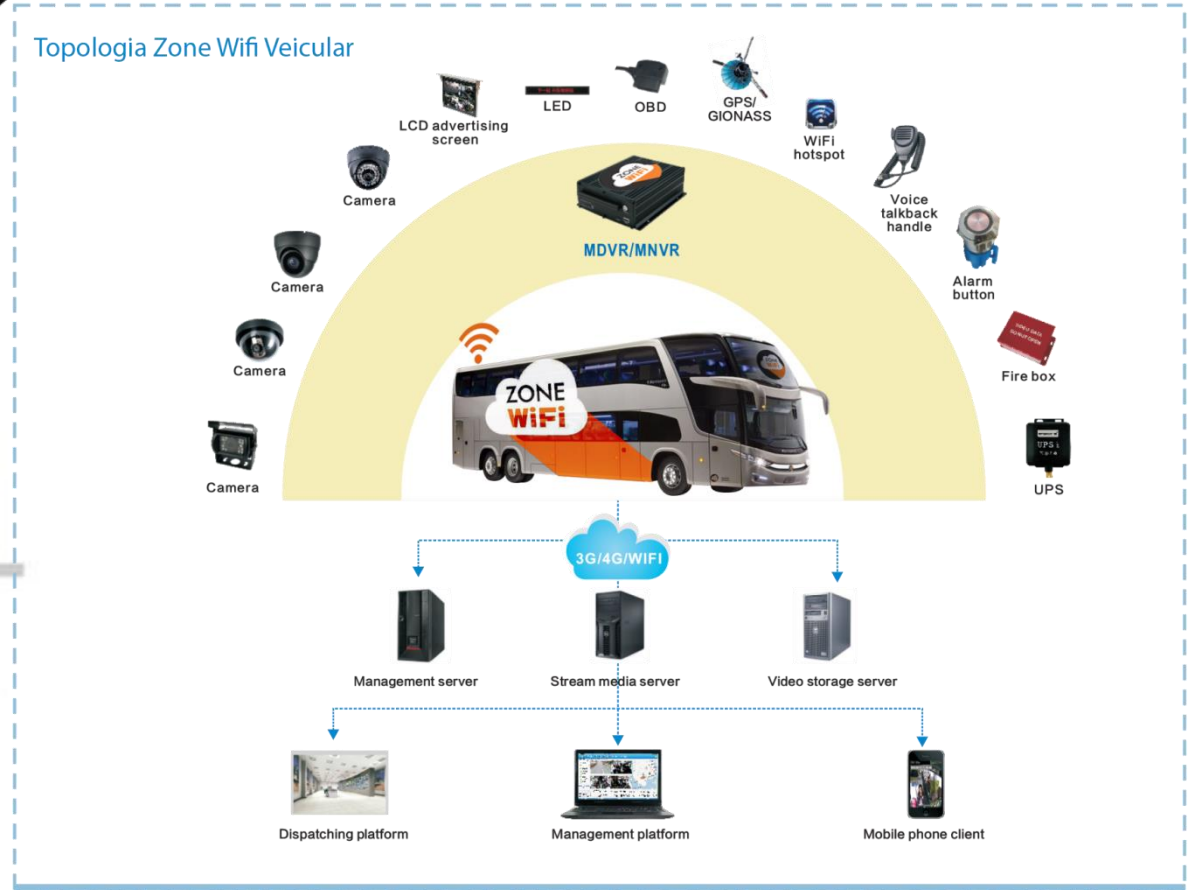 Topologia Zone Wifi Veicular
LCD advertising
screen
LED
OBD
GPS/
GIONASS
WiFi
hotspot
Voice
talkback
handle
Alarm
button
Fire box
UPS
Camera
Camera
Camera
Camera
ZONE
WiFi
MDVR/MNVR
ZONE
WiFi
3G/4G/WIFI
Management server
Stream media server
Video storage server
Dispatching platform
Management platform
Mobile phone client